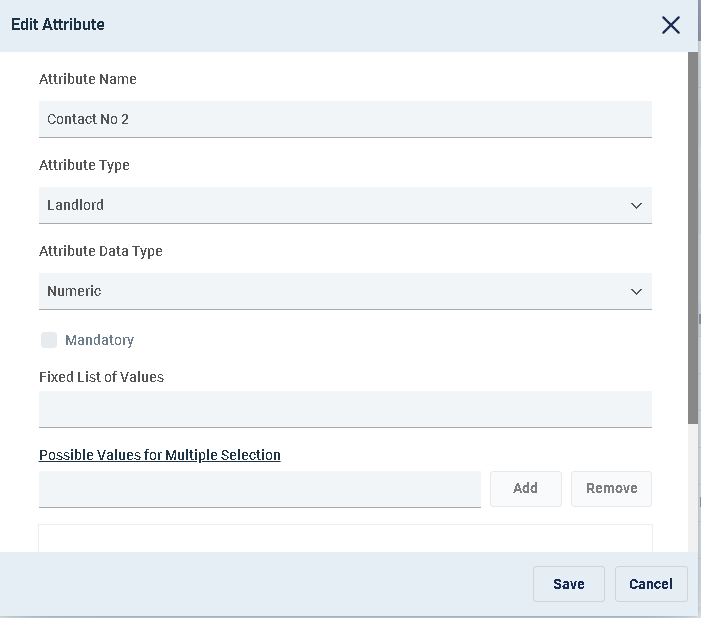 Edit Attribute
Attribute Name
Contact No 2
Attribute Type
Landlord
Attribute Data Type
Numeric
Mandatory
Fixed List of Values
Possible Values for Multiple Selection
Add Remove
Save Cancel